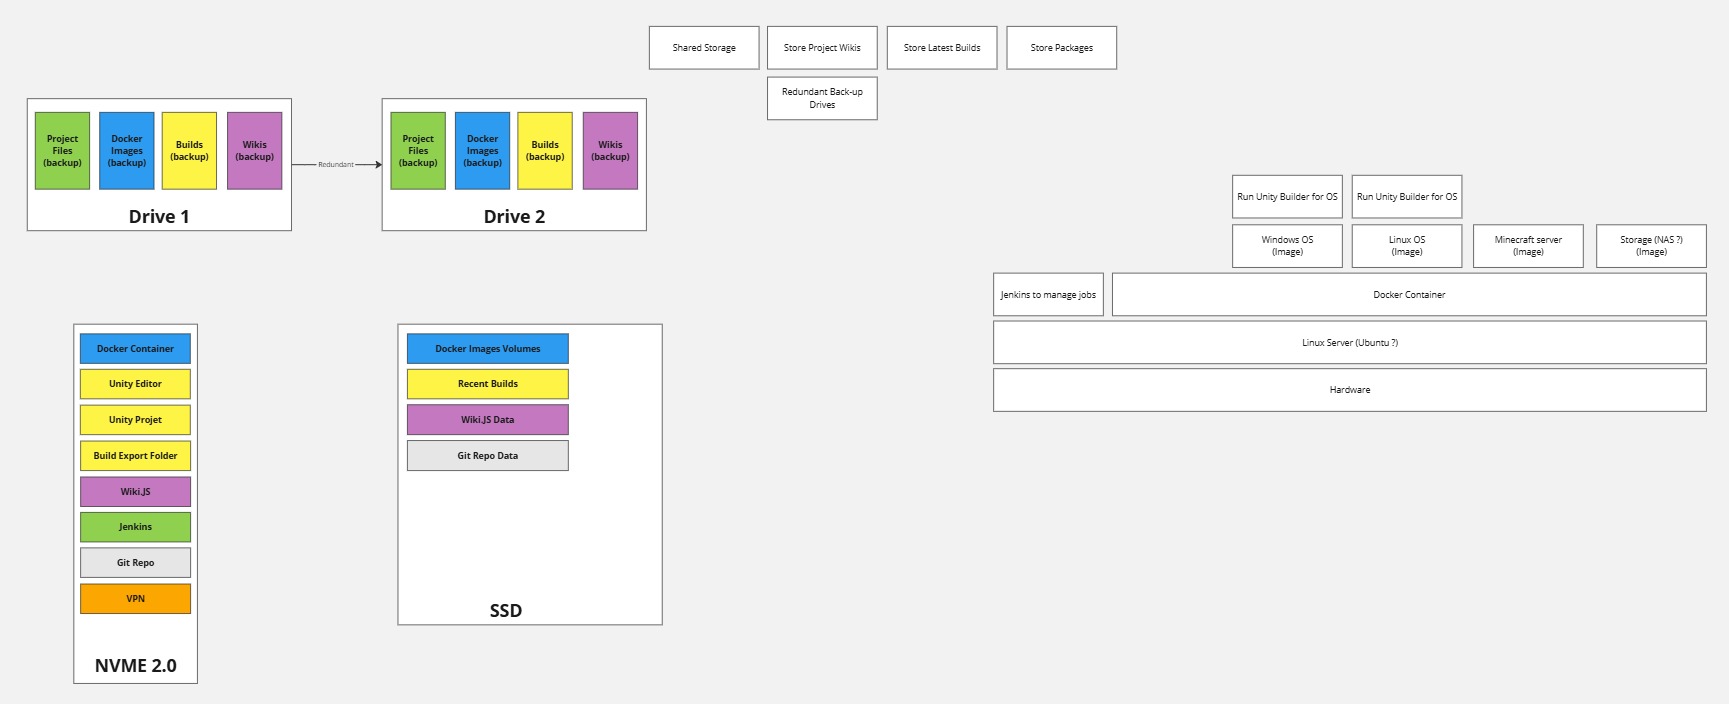 Shared Storage
Store Project Wikis
Store Latest Builds
Store Packages
Redundant Back-up
Drives
Project
Files
(backup)
Docker
Images
(backup)
Builds
(backup)
Wikis
(backup)
Drive 1
Redundant
Project
Files
(backup)
Docker
Images
(backup)
Builds
(backup)
Wikis
(backup)
Drive 2
Run Unity Builder for OS
Run Unity Builder for OS
Windows OS
(Image)
Linux OS
(Image)
Minecraft server
(Image)
Storage (NAS ?)
(Image)
Jenkins to manage jobs
Docker Container
Linux Server (Ubuntu ?)
Hardware
Docker Container
Unity Editor
Unity Projet
Build Export Folder
Wiki.JS
Jenkins
Git Repo
VPN
NVME 2.0
Docker Images Volumes
Recent Builds
Wiki.JS Data
Git Repo Data
SSD